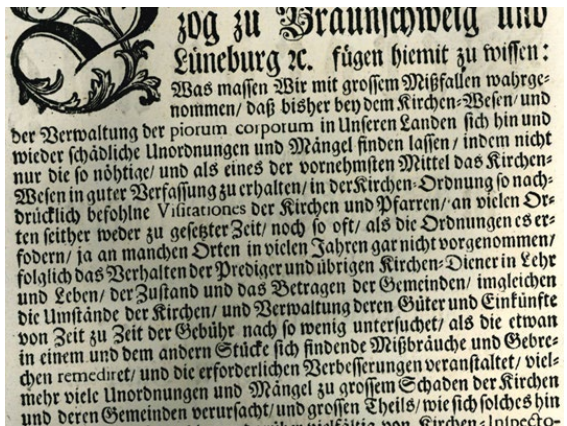 zog zu Braunschweig und
Lüneburg ꝛc. fügen hiemit zu wissen:
Was massen Wir mit grossem Mißfallen wahrge-
nommen/ daß bisher bey dem Kirchen-Wesen/ und
der Verwaltung der piorum corporum in Unseren Landen sich hin und
wieder schädliche Unordnungen und Mängel finden lassen/ indem nicht
nur die so nöhtige/ und als eines der vornehmsten Mittel das Kirchen-
Wesen in guter Verfassung zu erhalten/ in der Kirchen-Ordnung so nach-
drücklich befohlne Visitationes der Kirchen und Pfarren/ an vielen Or-
ten seither weder zu gesetzter Zeit/ noch so oft/ als die Ordnungen es er-
fodern/ ja an manchen Orten in vielen Jahren gar nicht vorgenommen/
folglich das Verhalten der Prediger und übrigen Kirchen-Diener in Lehr
und Leben/ der Zustand und das Betragen der Gemeinden/ imgleichen
die Umstände der Kirchen/ und Verwaltung deren Güter und Einkünfte
von Zeit zu Zeit der Gebühr nach so wenig untersuchet/ als die etwan
in einem und dem andern Stücke sich findende Mißbräuche und Gebre-
chen remediret/ und die erforderlichen Verbesserungen veranstaltet/ viel-
mehr viele Unordnungen und Mängel zu grossem Schaden der Kirchen
und deren Gemeinden verursacht/ und grossen Theils/ wie sich solches hin
vielfältig von Kirchen-Inspecto-